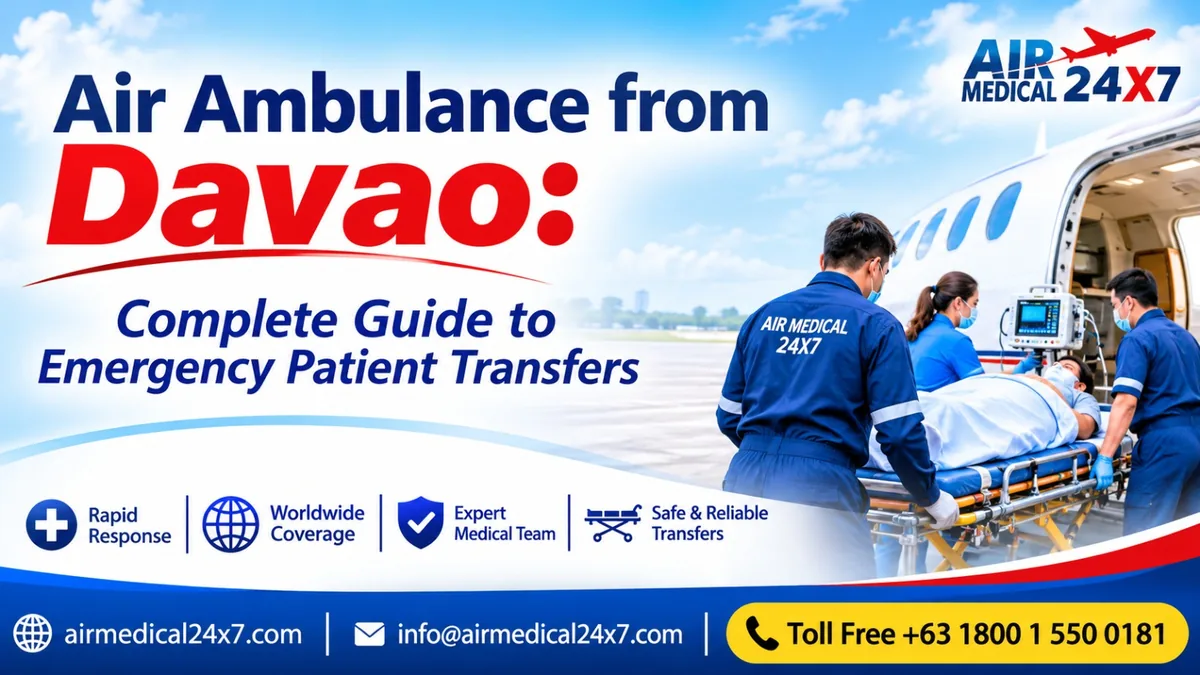 Air Ambulance from
Davao:
Complete Guide to
Emergency Patient Transfers
AIR
MEDICAL 24X7
AIR MEDICAL
24X7
Rapid
Response
Worldwide
Coverage
Expert
Medical Team
Safe & Reliable
Transfers
airmedical24x7.com
info@airmedical24x7.com
Toll Free +63 1800 1 550 0181